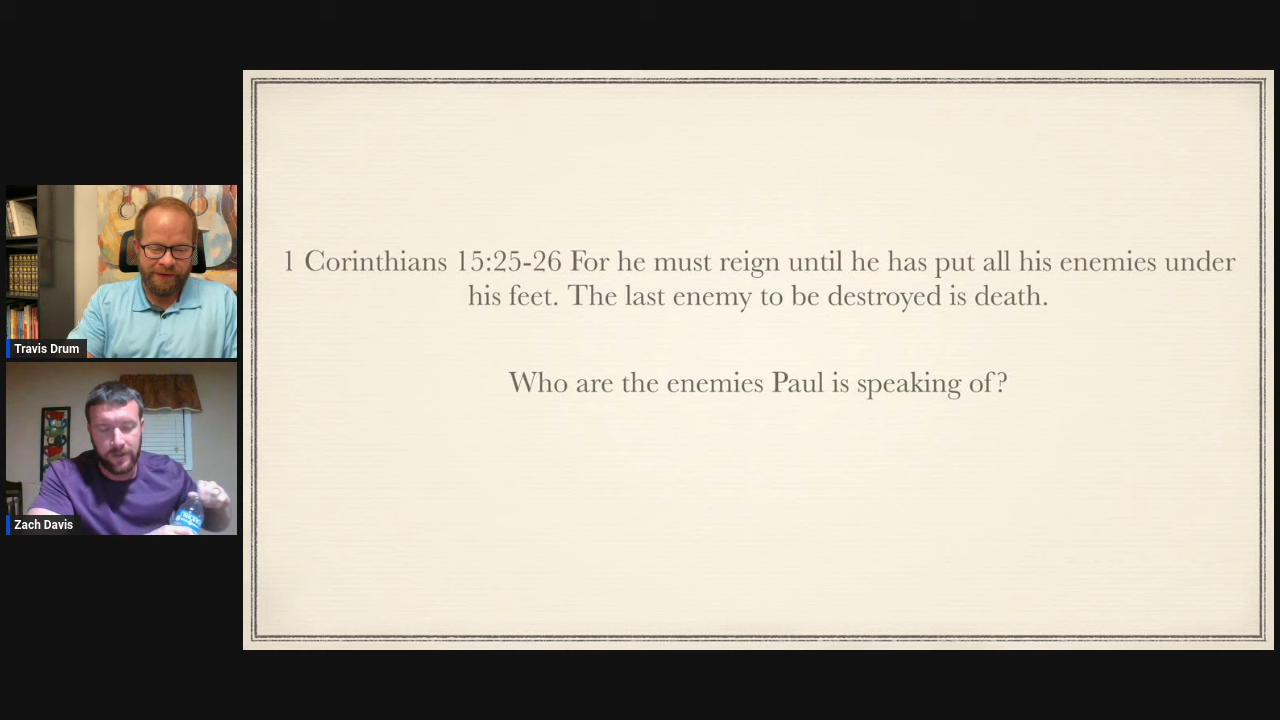 1 Corinthians 15:25-26 For he must reign until he has put all his enemies under
his feet. The last enemy to be destroyed is death.
Who are the enemies Paul is speaking of?
Travis Drum
Zach Davis